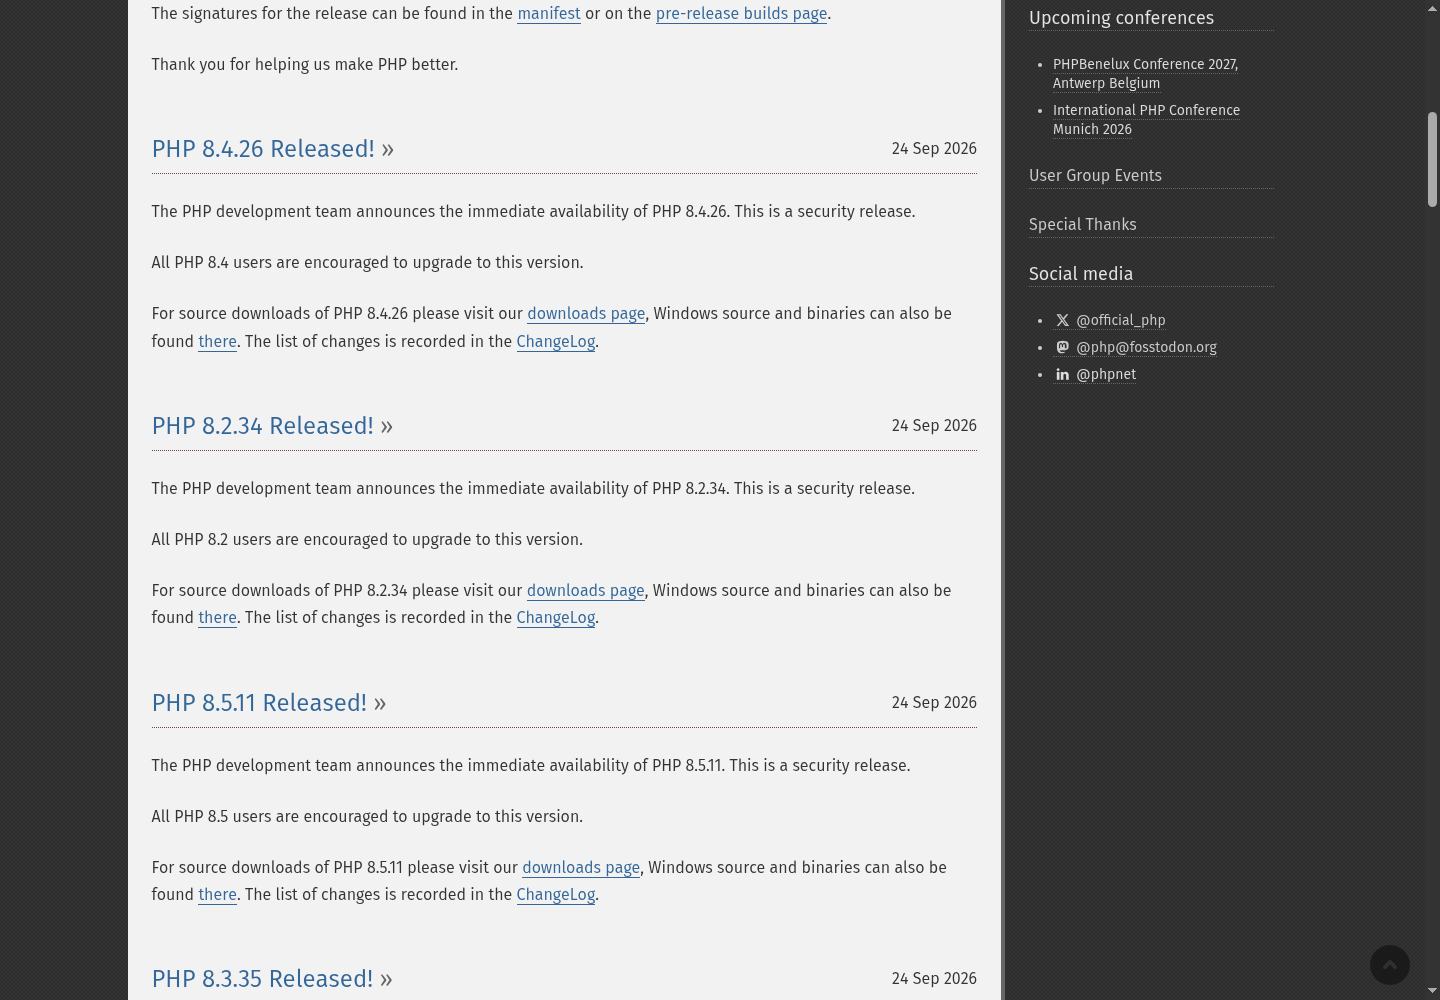 The signatures for the release can be found in the manifest or on the pre-release builds page.
Thank you for helping us make PHP better.
PHP 8.4.26 Released! »
24 Sep 2026
The PHP development team announces the immediate availability of PHP 8.4.26. This is a security release.
All PHP 8.4 users are encouraged to upgrade to this version.
For source downloads of PHP 8.4.26 please visit our downloads page, Windows source and binaries can also be
found there. The list of changes is recorded in the ChangeLog.
PHP 8.2.34 Released! »
24 Sep 2026
The PHP development team announces the immediate availability of PHP 8.2.34. This is a security release.
All PHP 8.2 users are encouraged to upgrade to this version.
For source downloads of PHP 8.2.34 please visit our downloads page, Windows source and binaries can also be
found there. The list of changes is recorded in the ChangeLog.
PHP 8.5.11 Released! »
24 Sep 2026
The PHP development team announces the immediate availability of PHP 8.5.11. This is a security release.
All PHP 8.5 users are encouraged to upgrade to this version.
For source downloads of PHP 8.5.11 please visit our downloads page, Windows source and binaries can also be
found there. The list of changes is recorded in the ChangeLog.
PHP 8.3.35 Released! »
24 Sep 2026
Upcoming conferences
PHPBenelux Conference 2027,
Antwerp Belgium
International PHP Conference
Munich 2026
User Group Events
Special Thanks
Social media
@official_php
@php@fosstodon.org
@phpnet